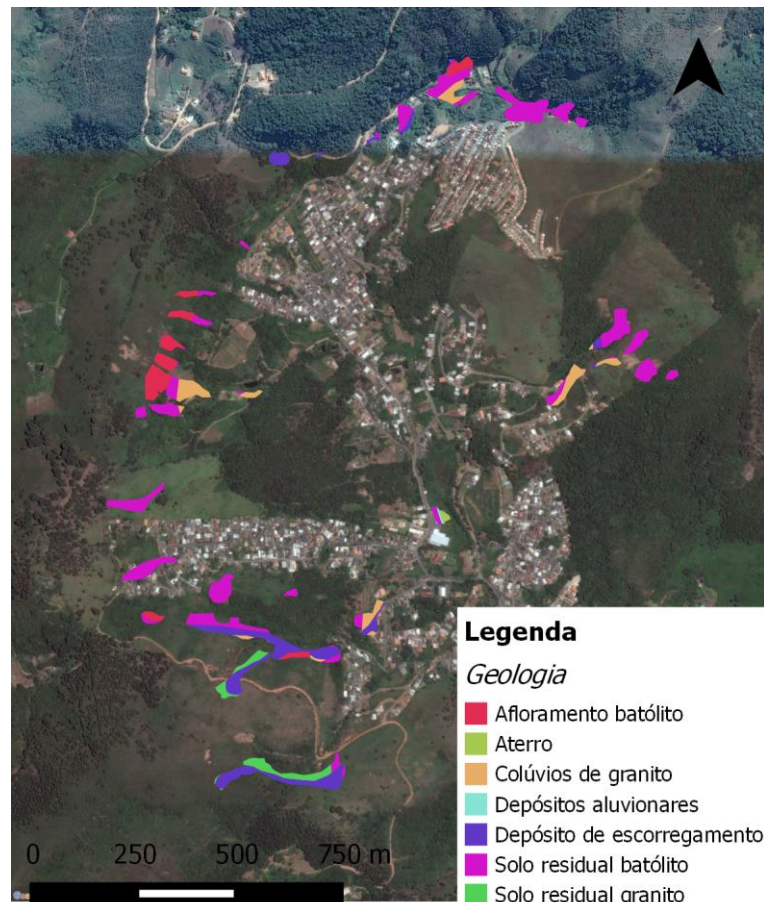 Legenda
Geologia
Afloramento batólito
Aterro
Colúvios de granito
Depósitos aluvionares
Depósito de escorregamento
Solo residual batólito
Solo residual granito
0 250 500 750 m